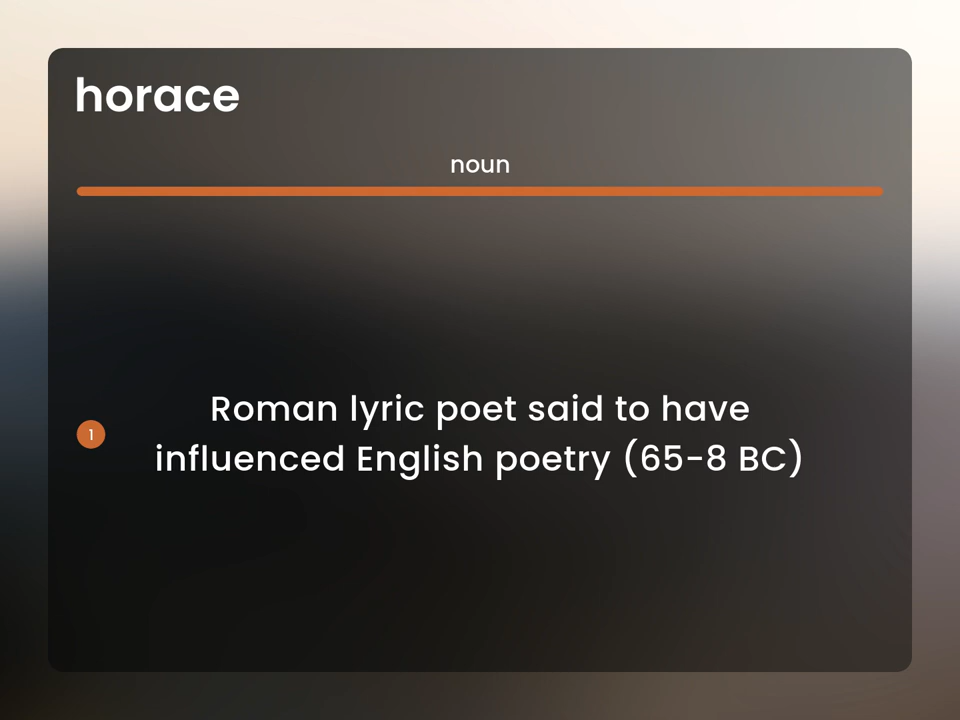 horace
noun
1
Roman lyric poet said to have
influenced English poetry (65-8 BC)